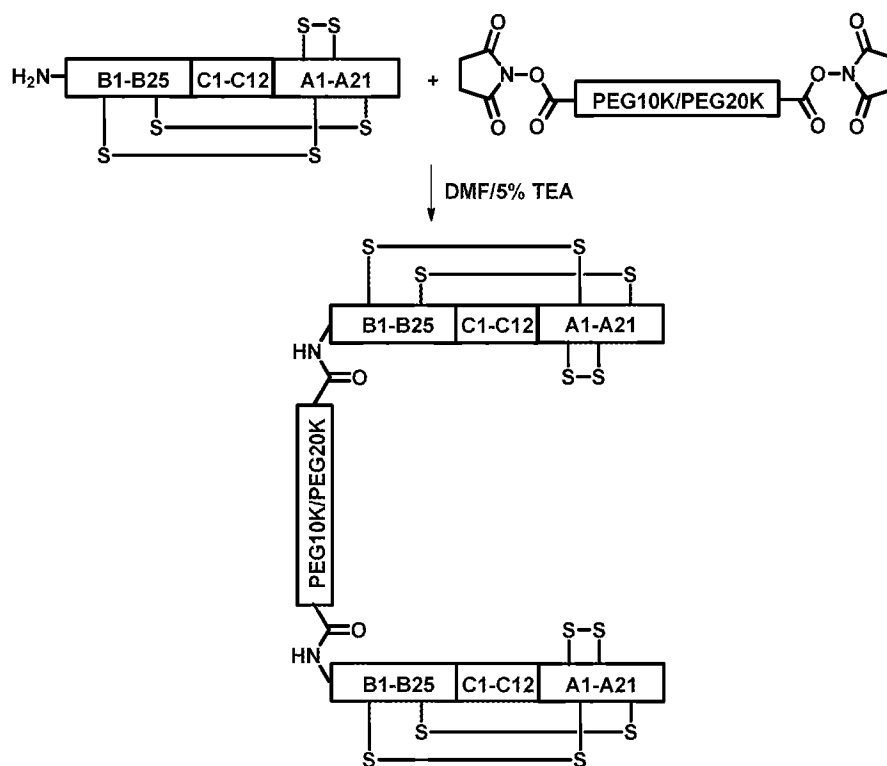 S-S
O
O
H₂N
B1-B25
C1-C12
A1-A21
+
N
O
O
N
PEG10K/PEG20K
S
S
O
O
O
O
S
S
DMF/5% TEA
S
S
S
S
B1-B25
C1-C12
A1-A21
HN
O
S-S
PEG10K/PEG20K
O
S-S
HN
B1-B25
C1-C12
A1-A21
S
S
S
S